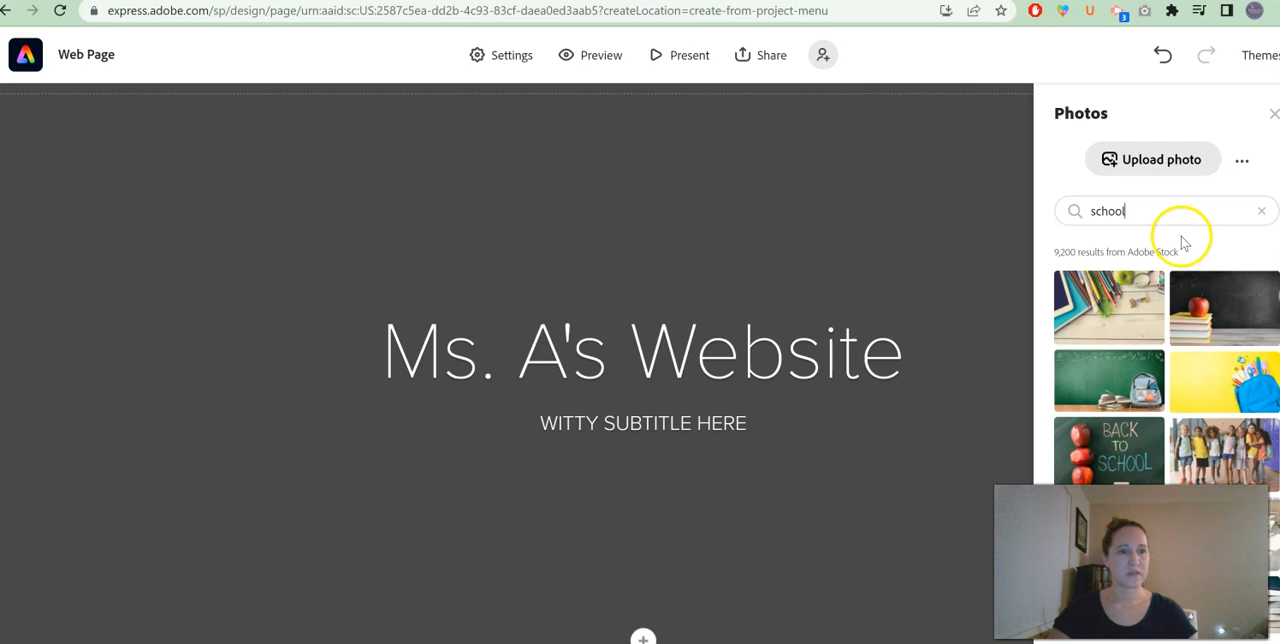 express.adobe.com/sp/design/page/urn:aaid:sc:US:2587c5ea-dd2b-4c93-83cf-daea0ed3aab5?createLocation=create-from-project-menu
3
Web Page
Settings
Preview
Present
Share
Themes
Photos
Upload photo
school
9,200 results from Adobe Stock
Ms. A's Website
WITTY SUBTITLE HERE
BACK
TO
SCHOOL